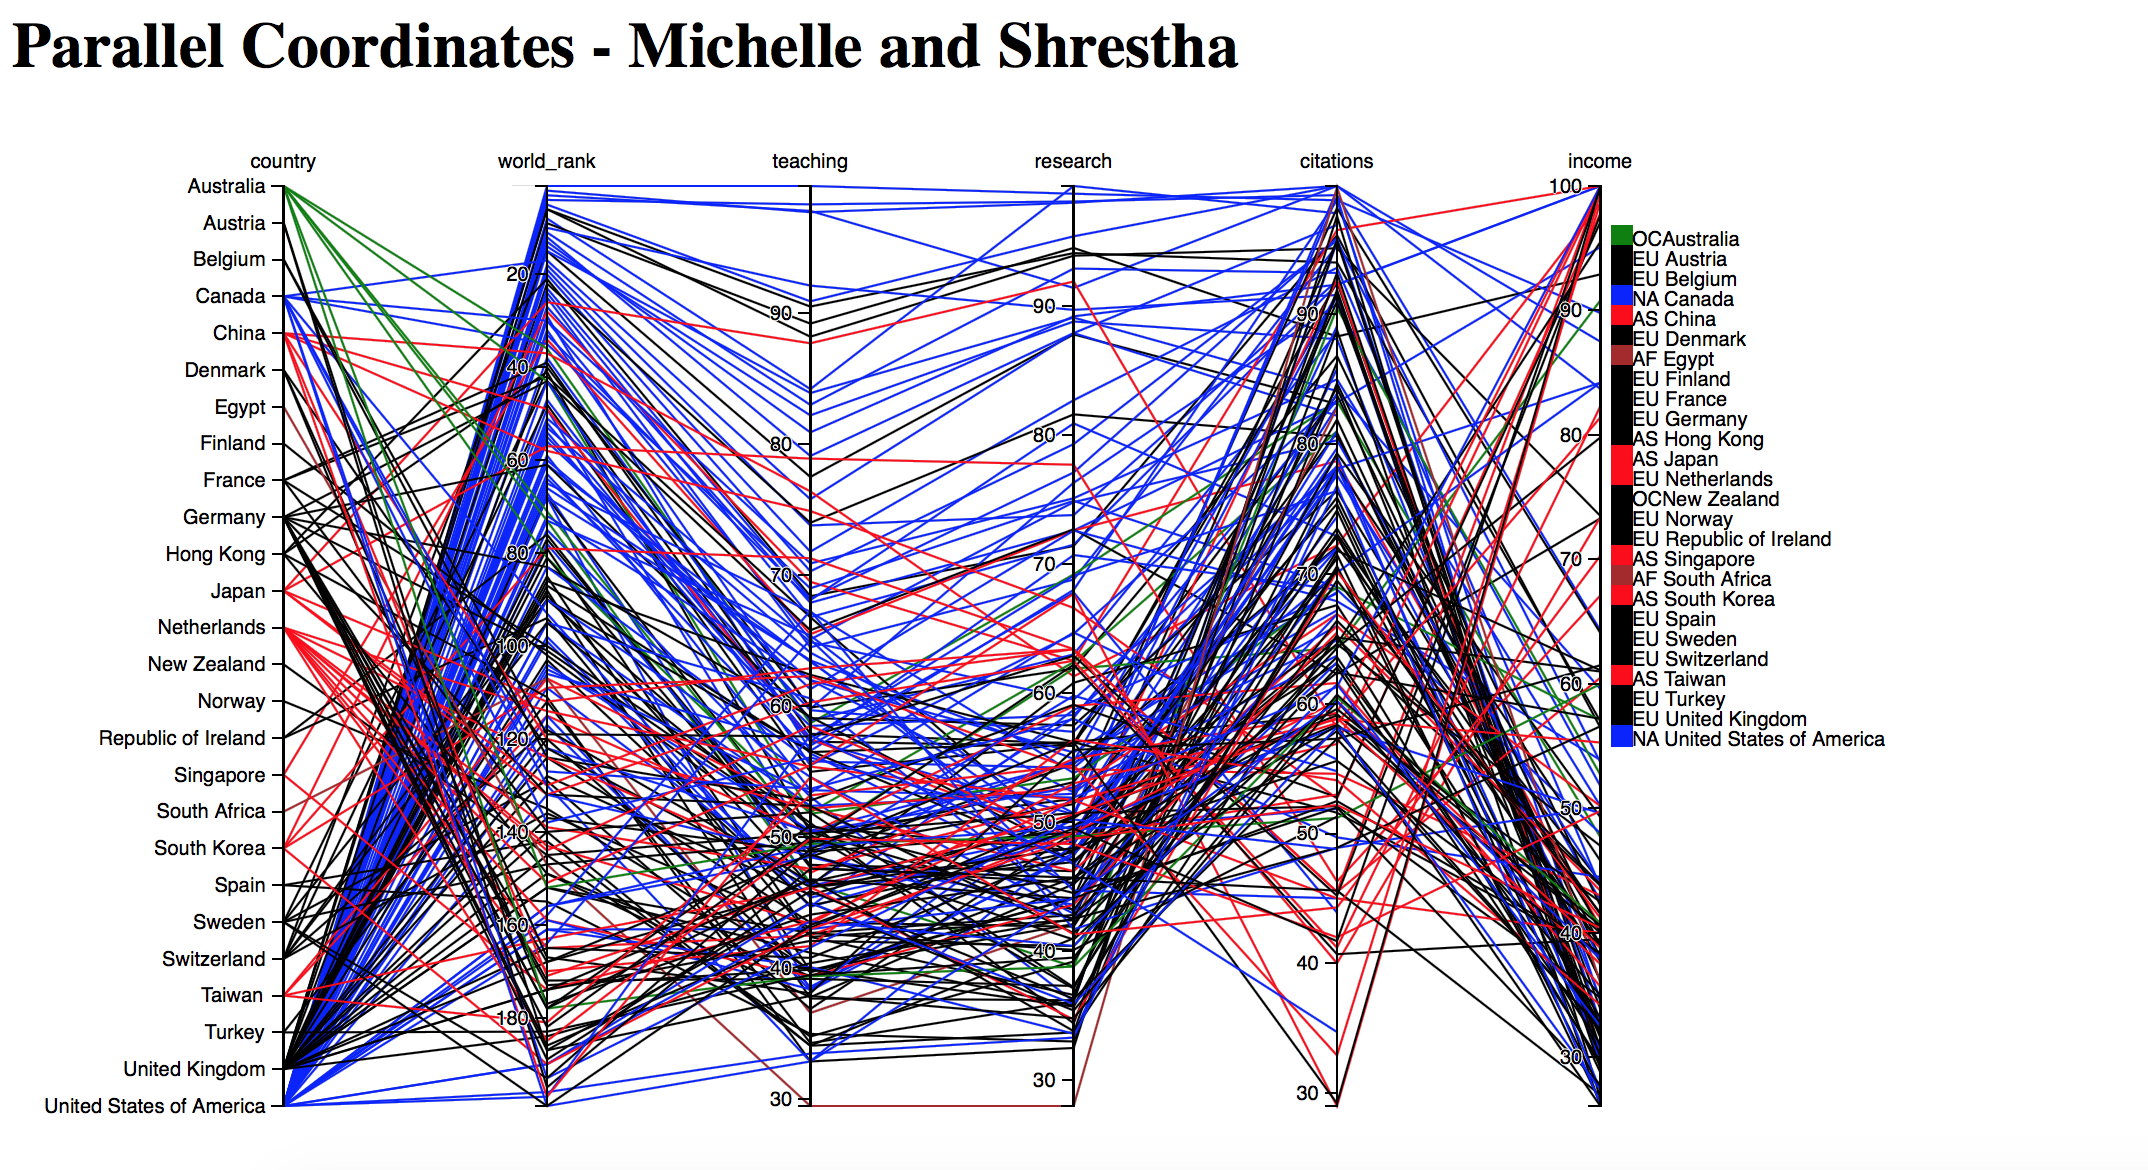 Parallel Coordinates - Michelle and Shrestha
country
world_rank
teaching
research
citations
income
Australia
Austria
Belgium
Canada
China
Denmark
Egypt
Finland
France
Germany
Hong Kong
Japan
Netherlands
New Zealand
Norway
Republic of Ireland
Singapore
South Africa
South Korea
Spain
Sweden
Switzerland
Taiwan
Turkey
United Kingdom
United States of America
20
40
60
80
100
120
140
160
180
90
80
70
60
50
40
30
90
80
70
60
50
40
30
90
80
70
60
50
40
30
100
90
80
70
60
50
40
30
OCAustralia
EU Austria
EU Belgium
NA Canada
AS China
EU Denmark
AF Egypt
EU Finland
EU France
EU Germany
AS Hong Kong
AS Japan
EU Netherlands
OCNew Zealand
EU Norway
EU Republic of Ireland
AS Singapore
AF South Africa
AS South Korea
EU Spain
EU Sweden
EU Switzerland
AS Taiwan
EU Turkey
EU United Kingdom
NA United States of America